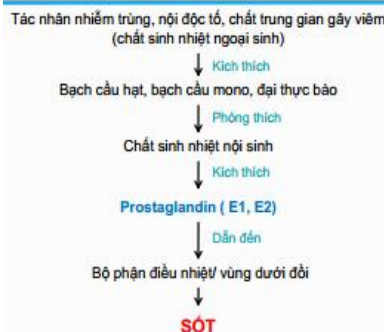 Tác nhân nhiễm trùng, nội độc tố, chất trung gian gây viêm
(chất sinh nhiệt ngoại sinh)
Kích thích
Bạch cầu hạt, bạch cầu mono, đại thực bào
Phóng thích
Chất sinh nhiệt nội sinh
Kích thích
Prostaglandin ( E1, E2)
Dẫn đến
Bộ phận điều nhiệt/ vùng dưới đồi
SỐT